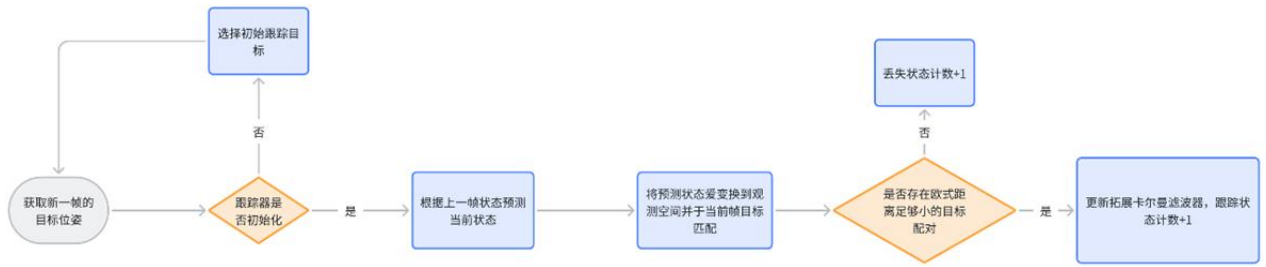 选择初始跟踪目
标
丢失状态计数+1
否
否
获取新一帧的
目标位姿
跟踪器是
否初始化
是
根据上一帧状态预测
当前状态
将预测状态爱变换到观
测空间并于当前帧目标
匹配
是否存在欧式距
离足够小的目标
配对
是
更新拓展卡尔曼滤波器，跟踪状
态计数+1